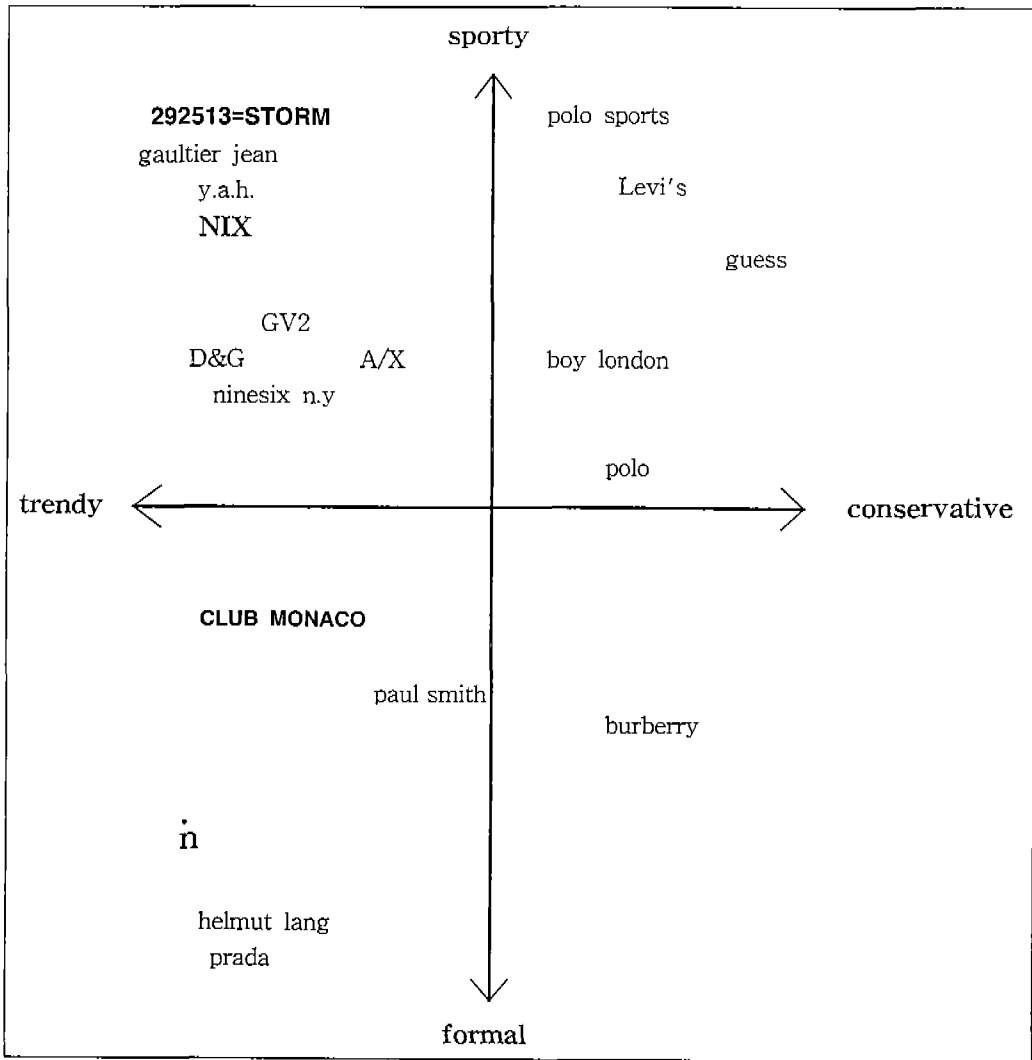 sporty
292513=STORM
polo sports
gaultier jean
y.a.h.
Levi's
NIX
guess
GV2
D&G
A/X
boy london
ninesix n.y
polo
trendy
conservative
CLUB MONACO
paul smith
burberry
ṅ
helmut lang
prada
formal